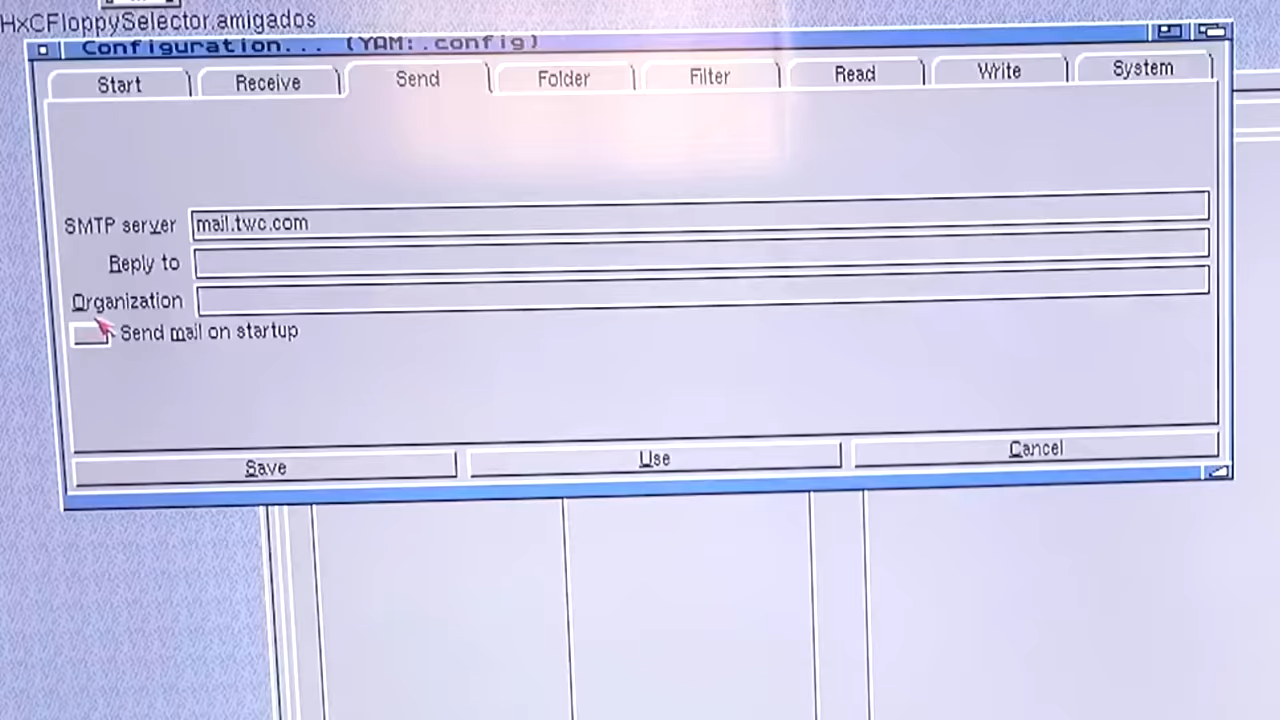 HxCFloppySelector.amigados
Configuration... (YAM:.config)
Start Receive Send Folder Filter Read Write System
SMTP server mail.twc.com
Reply to
Organization
Send mail on startup
Save Use Cancel